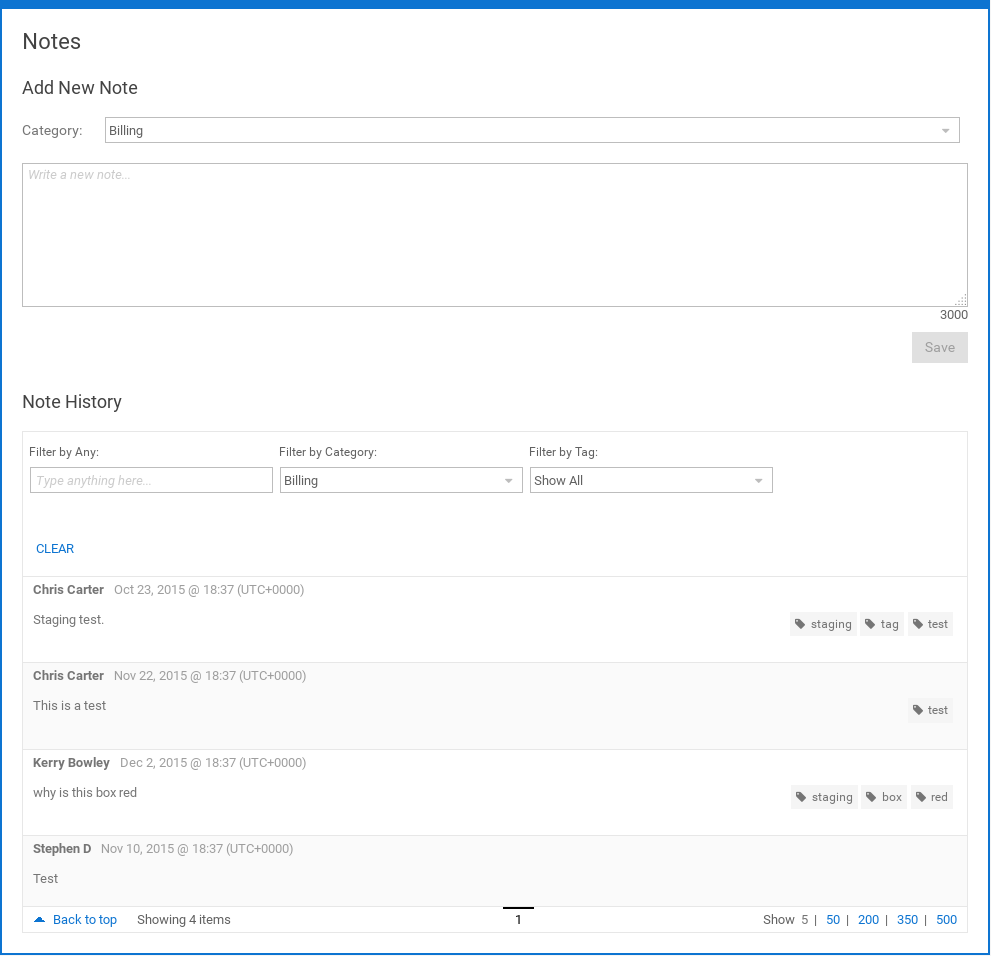 Notes
Add New Note
Category: Billing
Write a new note...
3000
Save
Note History
Filter by Any: Filter by Category: Filter by Tag:
Type anything here... Billing Show All
CLEAR
Chris Carter Oct 23, 2015 @ 18:37 (UTC+0000)
Staging test. staging tag test
Chris Carter Nov 22, 2015 @ 18:37 (UTC+0000)
This is a test test
Kerry Bowley Dec 2, 2015 @ 18:37 (UTC+0000)
why is this box red staging box red
Stephen D Nov 10, 2015 @ 18:37 (UTC+0000)
Test
Back to top Showing 4 items 1 Show 5 | 50 | 200 | 350 | 500